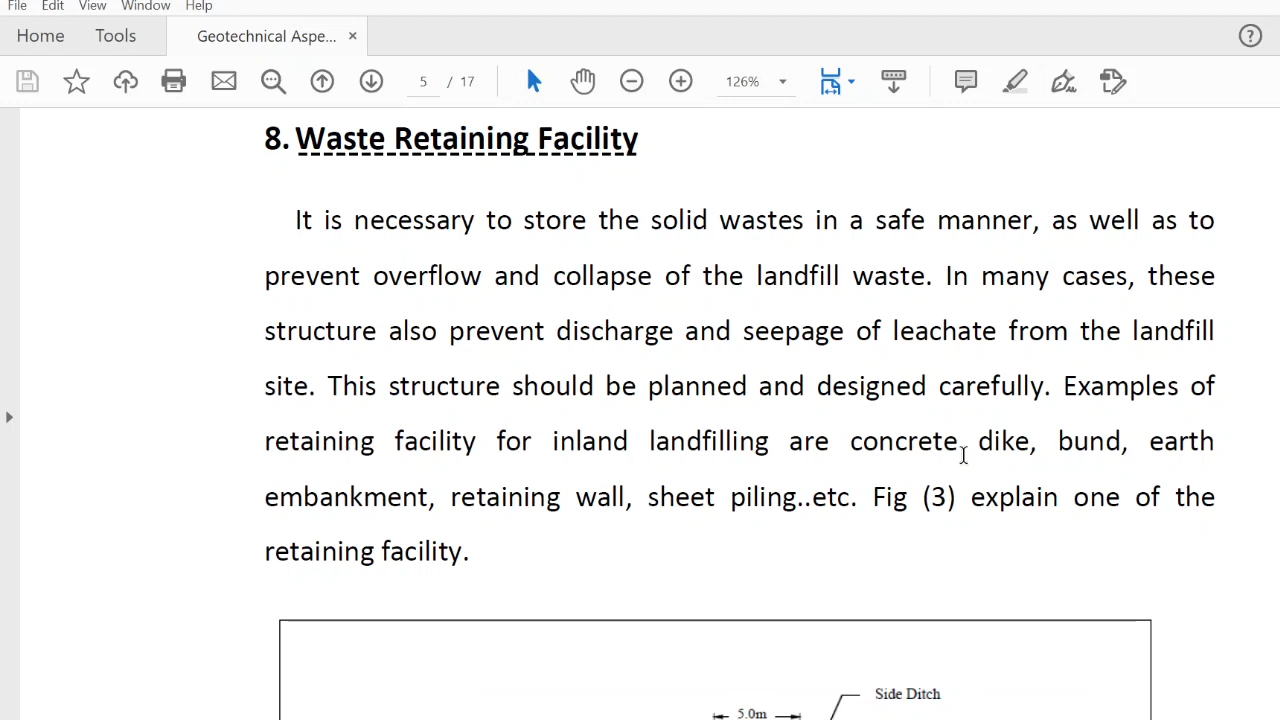 File Edit View Window Help
Home Tools Geotechnical Aspe... ×
5 / 17 126%
8. Waste Retaining Facility
It is necessary to store the solid wastes in a safe manner, as well as to
prevent overflow and collapse of the landfill waste. In many cases, these
structure also prevent discharge and seepage of leachate from the landfill
site. This structure should be planned and designed carefully. Examples of
retaining facility for inland landfilling are concrete dike, bund, earth
embankment, retaining wall, sheet piling..etc. Fig (3) explain one of the
retaining facility.
Side Ditch
5.0m